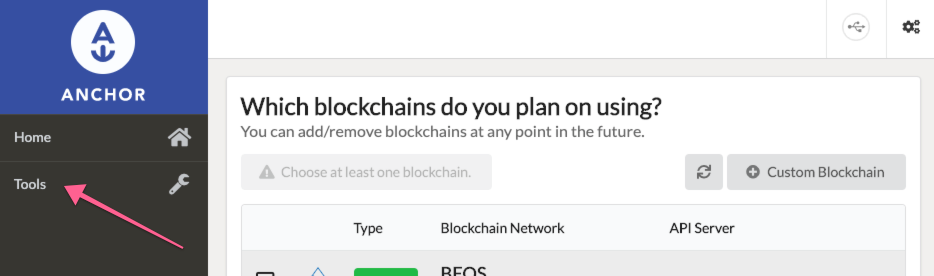 ANCHOR
Home
Tools
Which blockchains do you plan on using?
You can add/remove blockchains at any point in the future.
Choose at least one blockchain.
Custom Blockchain
Type Blockchain Network API Server
BEOS